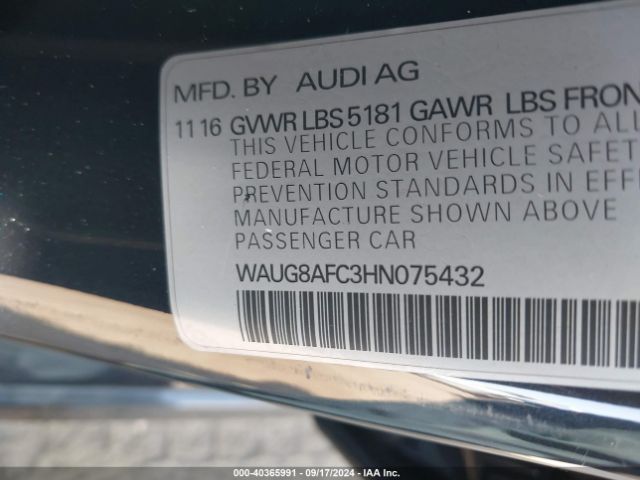 MFD. BY AUDI AG
11 16 GVWR LBS 5181 GAWR LBS FRON
THIS VEHICLE CONFORMS TO ALL
FEDERAL MOTOR VEHICLE SAFET
PREVENTION STANDARDS IN EFF
MANUFACTURE SHOWN ABOVE
PASSENGER CAR
WAUG8AFC3HN075432
000-40365991 - 09/17/2024 - IAA Inc.